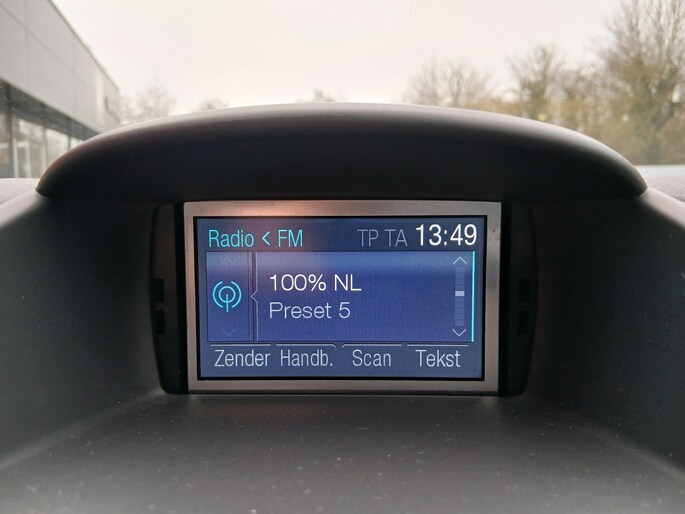 Radio < FM TP TA 13:49
100% NL
Preset 5
Zender Handb. Scan Tekst